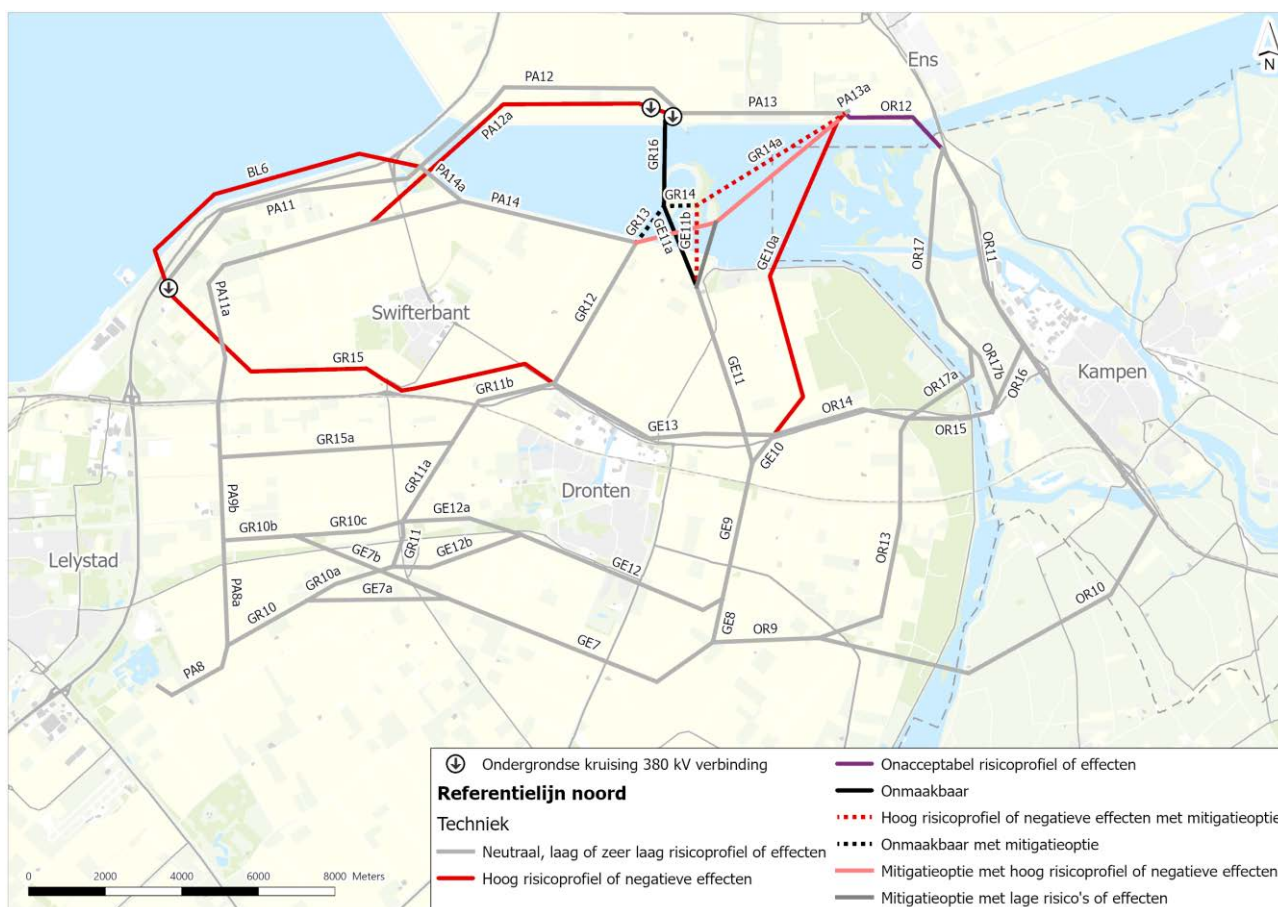 Ens
N
PA12
PA13
PA13a
OR12
PA12a
GR16
GR14a
BL6
PA14a
PA11
PA14
GR14
GR13
GE11a
GE11b
GE10a
OR17
OR11
PA11a
Swifterbant
GR12
GR15
GR11b
GE11
OR17a
OR17b
OR16
Kampen
GE13
OR14
OR15
GR15a
GR11a
GE10
Dronten
PA9b
GR10b
GR10c
GE12a
GE9
OR13
Lelystad
GE7b
GR11
GE12b
GE12
PA8a
GR10a
GE7a
GR10
GE8
OR9
OR10
GE7
PA8
Ondergrondse kruising 380 kV verbinding
Referentielijn noord
Techniek
Neutraal, laag of zeer laag risicoprofiel of effecten
Hoog risicoprofiel of negatieve effecten
Onacceptabel risicoprofiel of effecten
Onmaakbaar
Hoog risicoprofiel of negatieve effecten met mitigatieoptie
Onmaakbaar met mitigatieoptie
Mitigatieoptie met hoog risicoprofiel of negatieve effecten
Mitigatieoptie met lage risico's of effecten
0 2000 4000 6000 8000 Meters